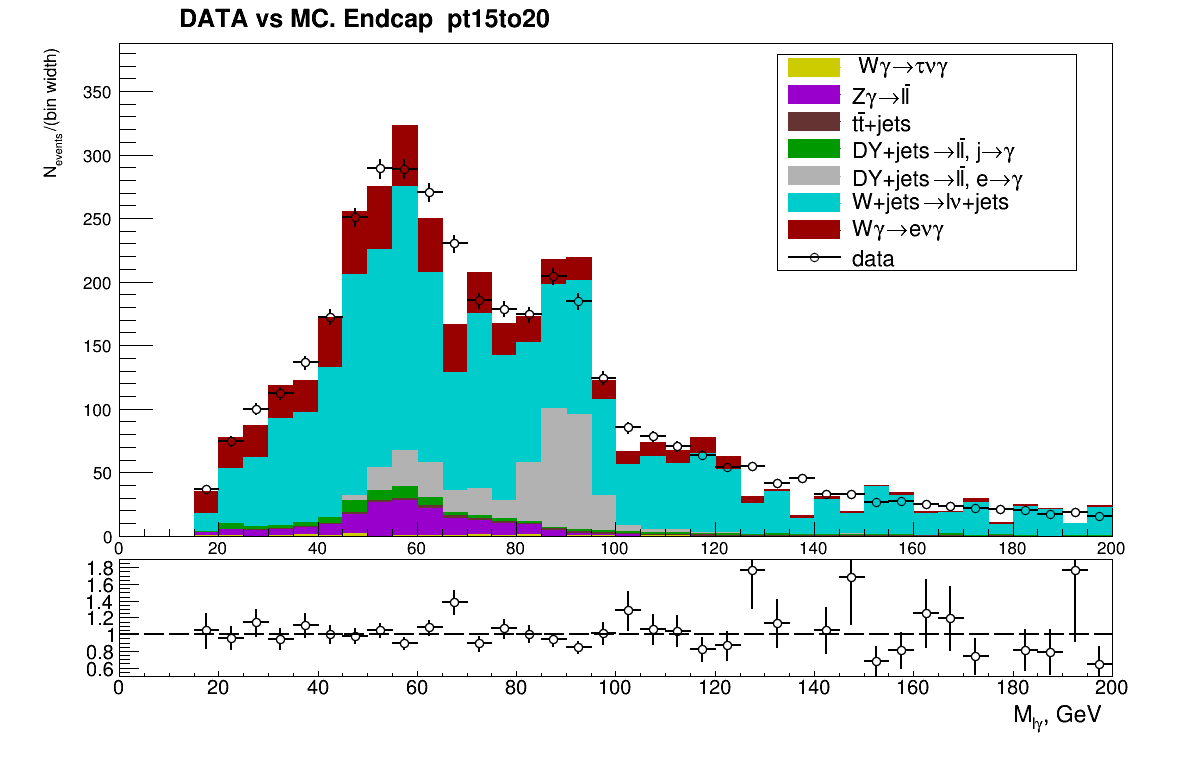 DATA vs MC. Endcap pt15to20
N_events/(bin width)
350
300
250
200
150
100
50
0
Wγ→τνγ
Zγ→ll̄
tt̄+jets
DY+jets→ll̄, j→γ
DY+jets→ll̄, e→γ
W+jets→lν+jets
Wγ→eνγ
data
0 20 40 60 80 100 120 140 160 180 200
1.8
1.6
1.4
1.2
1
0.8
0.6
0 20 40 60 80 100 120 140 160 180 200
M_lγ, GeV